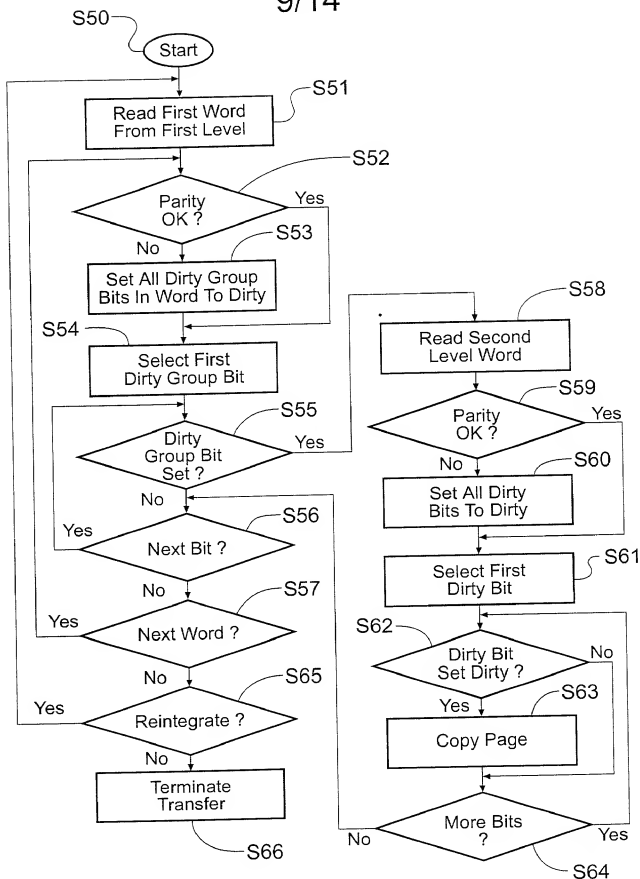 9/14
S50
Start
S51
Read First Word
From First Level
S52
Parity
OK ?
Yes
No
S53
Set All Dirty Group
Bits In Word To Dirty
S54
Select First
Dirty Group Bit
S55
Dirty
Group Bit
Set ?
Yes
No
S56
Next Bit ?
Yes
No
S57
Next Word ?
Yes
No
S65
Reintegrate ?
Yes
No
Terminate
Transfer
S66
S58
Read Second
Level Word
S59
Parity
OK ?
Yes
No
S60
Set All Dirty
Bits To Dirty
S61
Select First
Dirty Bit
S62
Dirty Bit
Set Dirty ?
No
Yes
S63
Copy Page
More Bits
?
No
Yes
S64